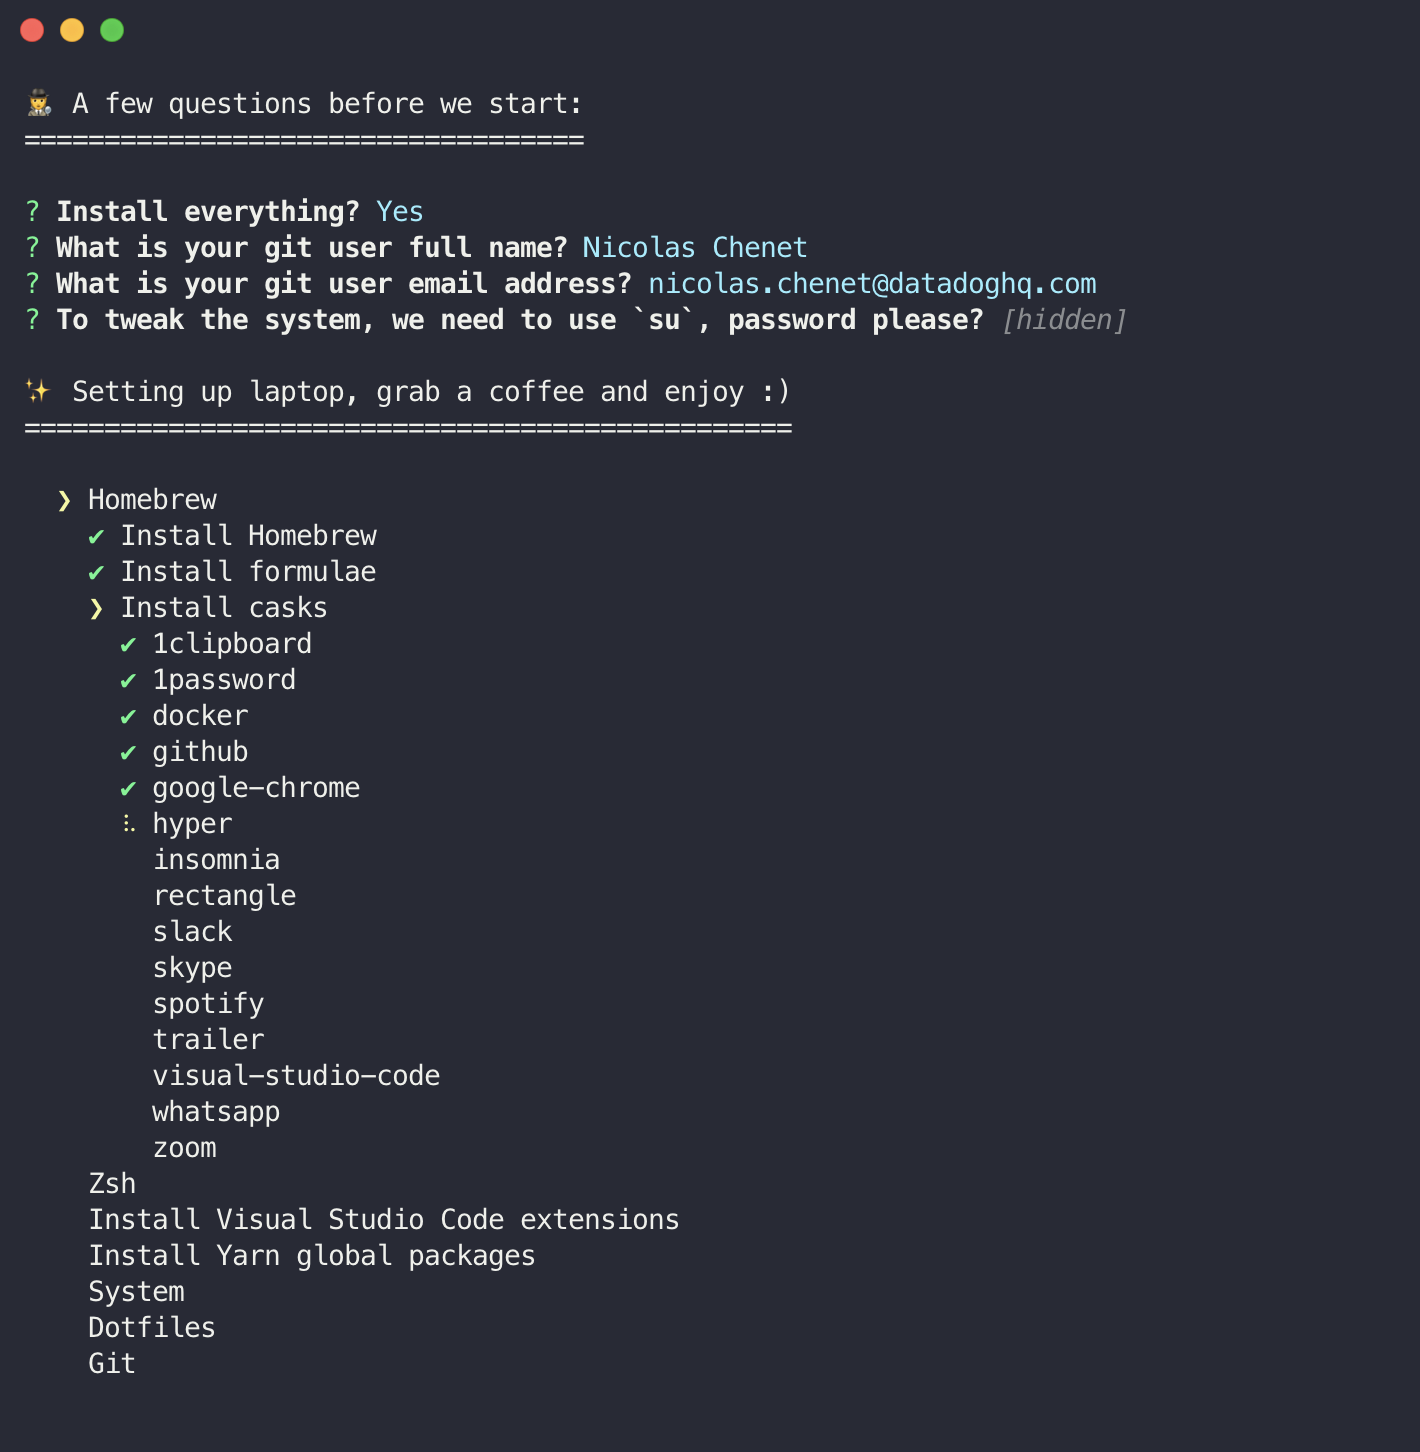 🕵️ A few questions before we start:
===================================
? Install everything? Yes
? What is your git user full name? Nicolas Chenet
? What is your git user email address? nicolas.chenet@datadoghq.com
? To tweak the system, we need to use `su`, password please? [hidden]
✨ Setting up laptop, grab a coffee and enjoy :)
================================================
❯ Homebrew
✔ Install Homebrew
✔ Install formulae
❯ Install casks
✔ 1clipboard
✔ 1password
✔ docker
✔ github
✔ google-chrome
⠧ hyper
insomnia
rectangle
slack
skype
spotify
trailer
visual-studio-code
whatsapp
zoom
Zsh
Install Visual Studio Code extensions
Install Yarn global packages
System
Dotfiles
Git